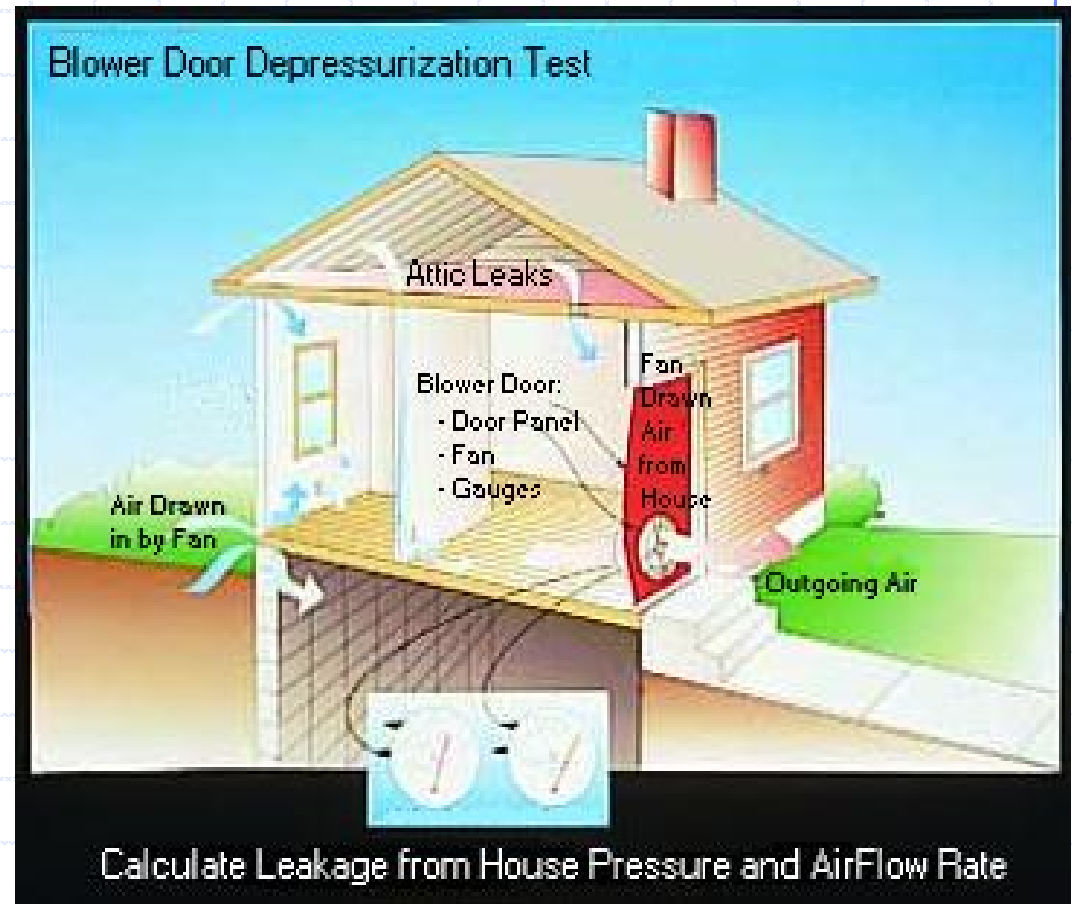 Blower Door Depressurization Test
Attic Leaks
Blower Door:
- Door Panel
- Fan
- Gauges
Fan
Drawn
Air
from
House
Air Drawn
in by Fan
Outgoing Air
Calculate Leakage from House Pressure and AirFlow Rate